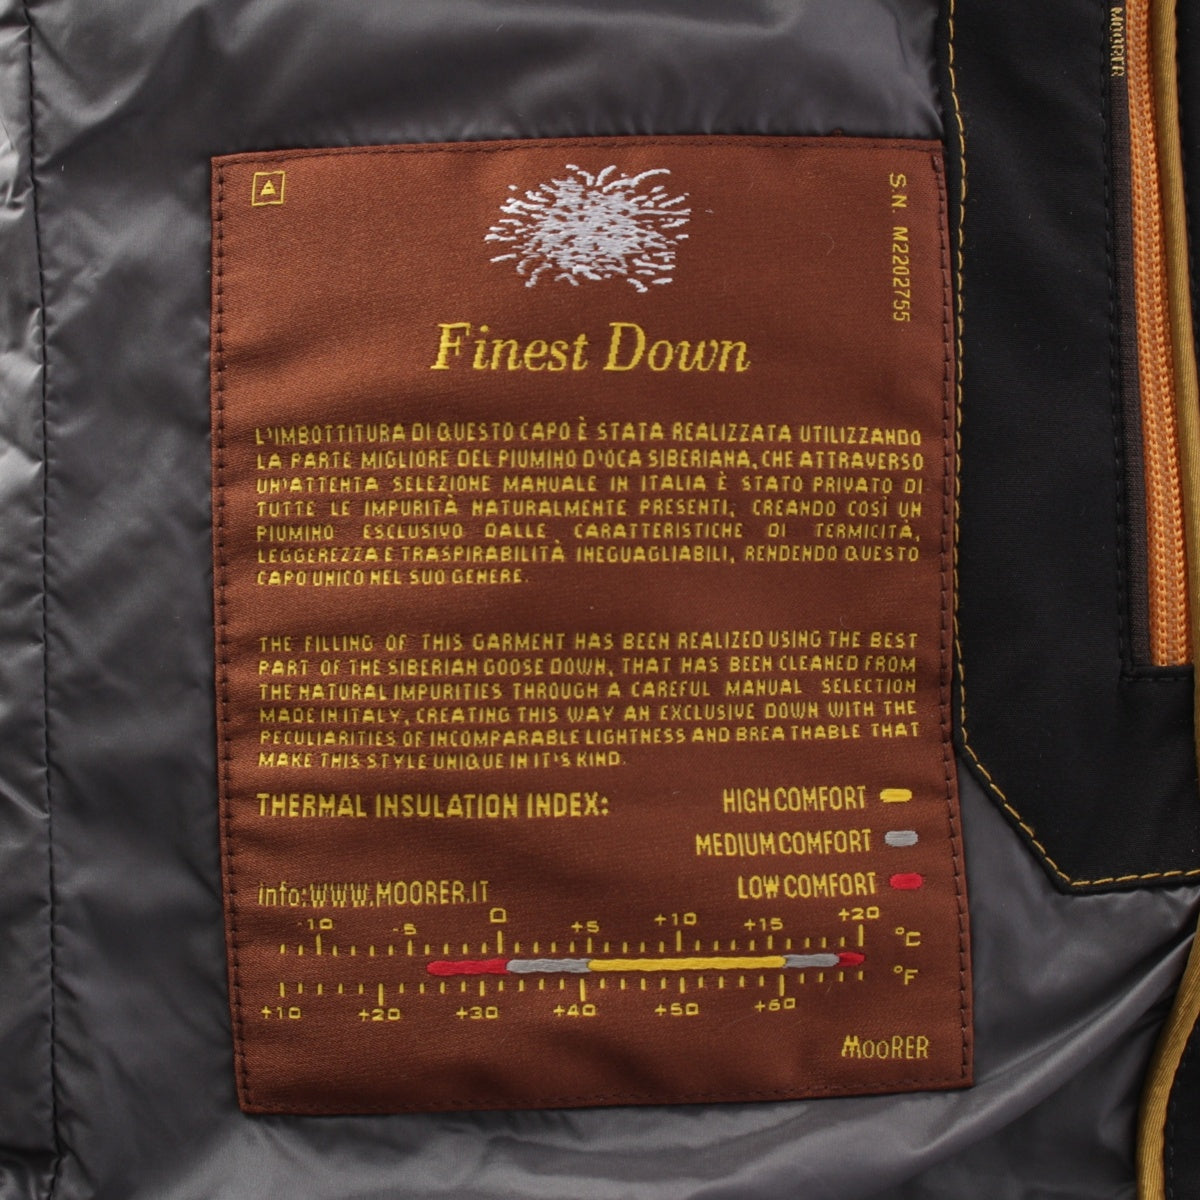 MOORER
A
S.N. M2202755
Finest Down
L'IMBOTTITURA DI QUESTO CAPO È STATA REALIZZATA UTILIZZANDO
LA PARTE MIGLIORE DEL PIUMINO D'OCA SIBERIANA, CHE ATTRAVERSO
UN'ATTENTA SELEZIONE MANUALE IN ITALIA È STATO PRIVATO DI
TUTTE LE IMPURITÀ NATURALMENTE PRESENTI, CREANDO COSÌ UN
PIUMINO ESCLUSIVO DALLE CARATTERISTICHE DI TERMICITÀ,
LEGGEREZZA E TRASPIRABILITÀ INEGUAGLIABILI, RENDENDO QUESTO
CAPO UNICO NEL SUO GENERE.
THE FILLING OF THIS GARMENT HAS BEEN REALIZED USING THE BEST
PART OF THE SIBERIAN GOOSE DOWN, THAT HAS BEEN CLEANED FROM
THE NATURAL IMPURITIES THROUGH A CAREFUL MANUAL SELECTION
MADE IN ITALY, CREATING THIS WAY AN EXCLUSIVE DOWN WITH THE
PECULIARITIES OF INCOMPARABLE LIGHTNESS AND BREATHABLE THAT
MAKE THIS STYLE UNIQUE IN IT'S KIND.
THERMAL INSULATION INDEX:
HIGH COMFORT
MEDIUM COMFORT
LOW COMFORT
info:WWW.MOORER.IT
-10 -5 0 +5 +10 +15 +20 °C
+10 +20 +30 +40 +50 +60 °F
MooRER